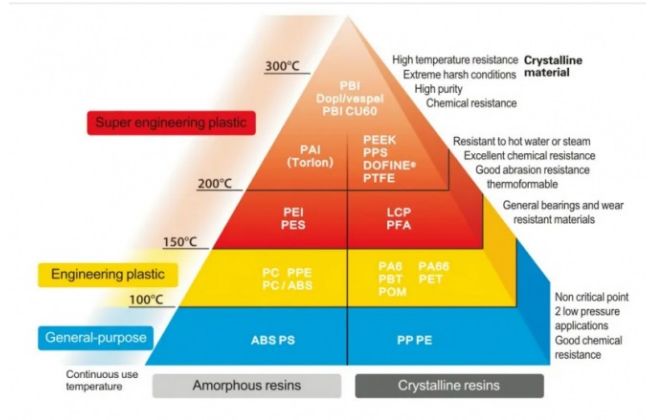 300°C
High temperature resistance
Crystalline material
Extreme harsh conditions
High purity
Chemical resistance
PBI
Dopl/vespel
PBI CU60
Super engineering plastic
PAI
(Torlon)
PEEK
PPS
DOFINE®
PTFE
Resistant to hot water or steam
Excellent chemical resistance
Good abrasion resistance
thermoformable
200°C
PEI
PES
LCP
PFA
General bearings and wear
resistant materials
150°C
Engineering plastic
PC PPE
PC/ABS
PA6 PA66
PBT PET
POM
100°C
General-purpose
ABS PS
PP PE
Non critical point
2 low pressure
applications
Good chemical
resistance
Continuous use
temperature
Amorphous resins
Crystalline resins